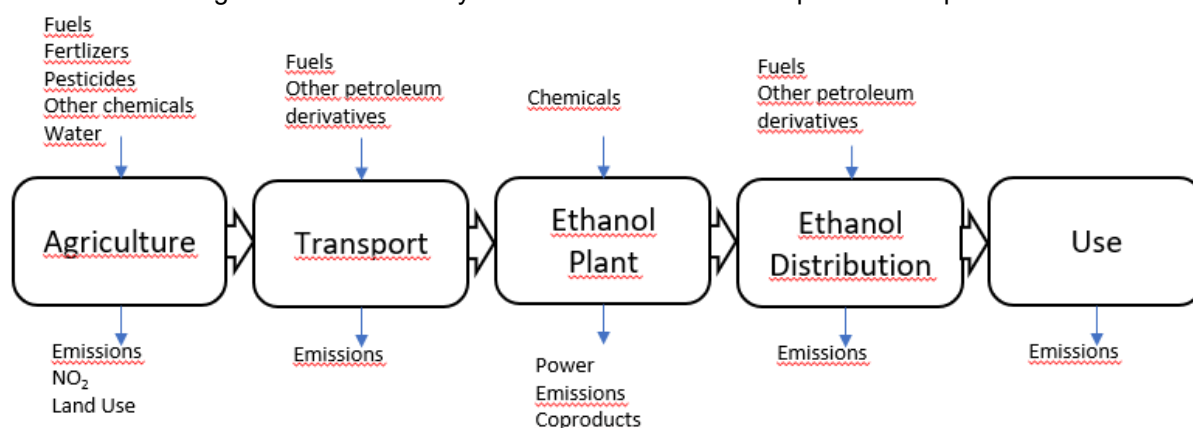 Fuels
Fertlizers
Pesticides
Other chemicals
Water
Fuels
Other petroleum
derivatives
Chemicals
Fuels
Other petroleum
derivatives
Agriculture
Transport
Ethanol
Plant
Ethanol
Distribution
Use
Emissions
NO₂
Land Use
Emissions
Power
Emissions
Coproducts
Emissions
Emissions